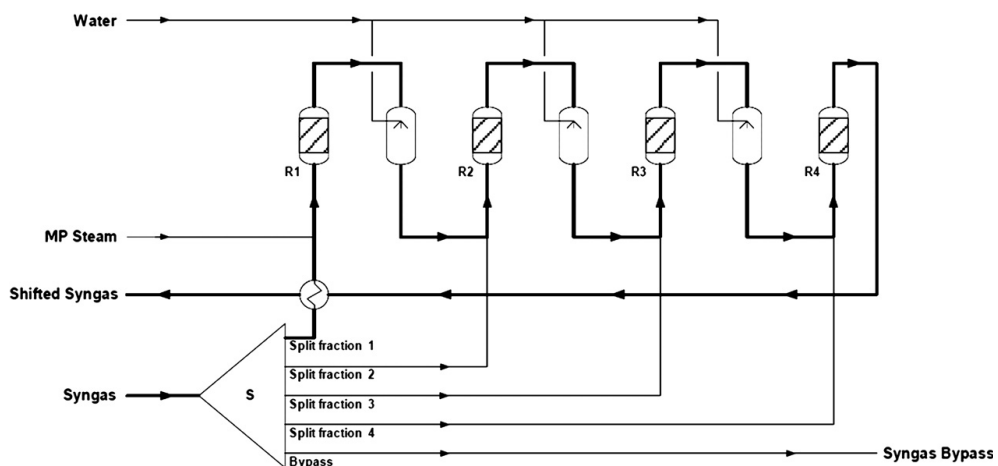 Water
R1
R2
R3
R4
MP Steam
Shifted Syngas
Split fraction 1
Split fraction 2
Syngas
S
Split fraction 3
Split fraction 4
Bypass
Syngas Bypass